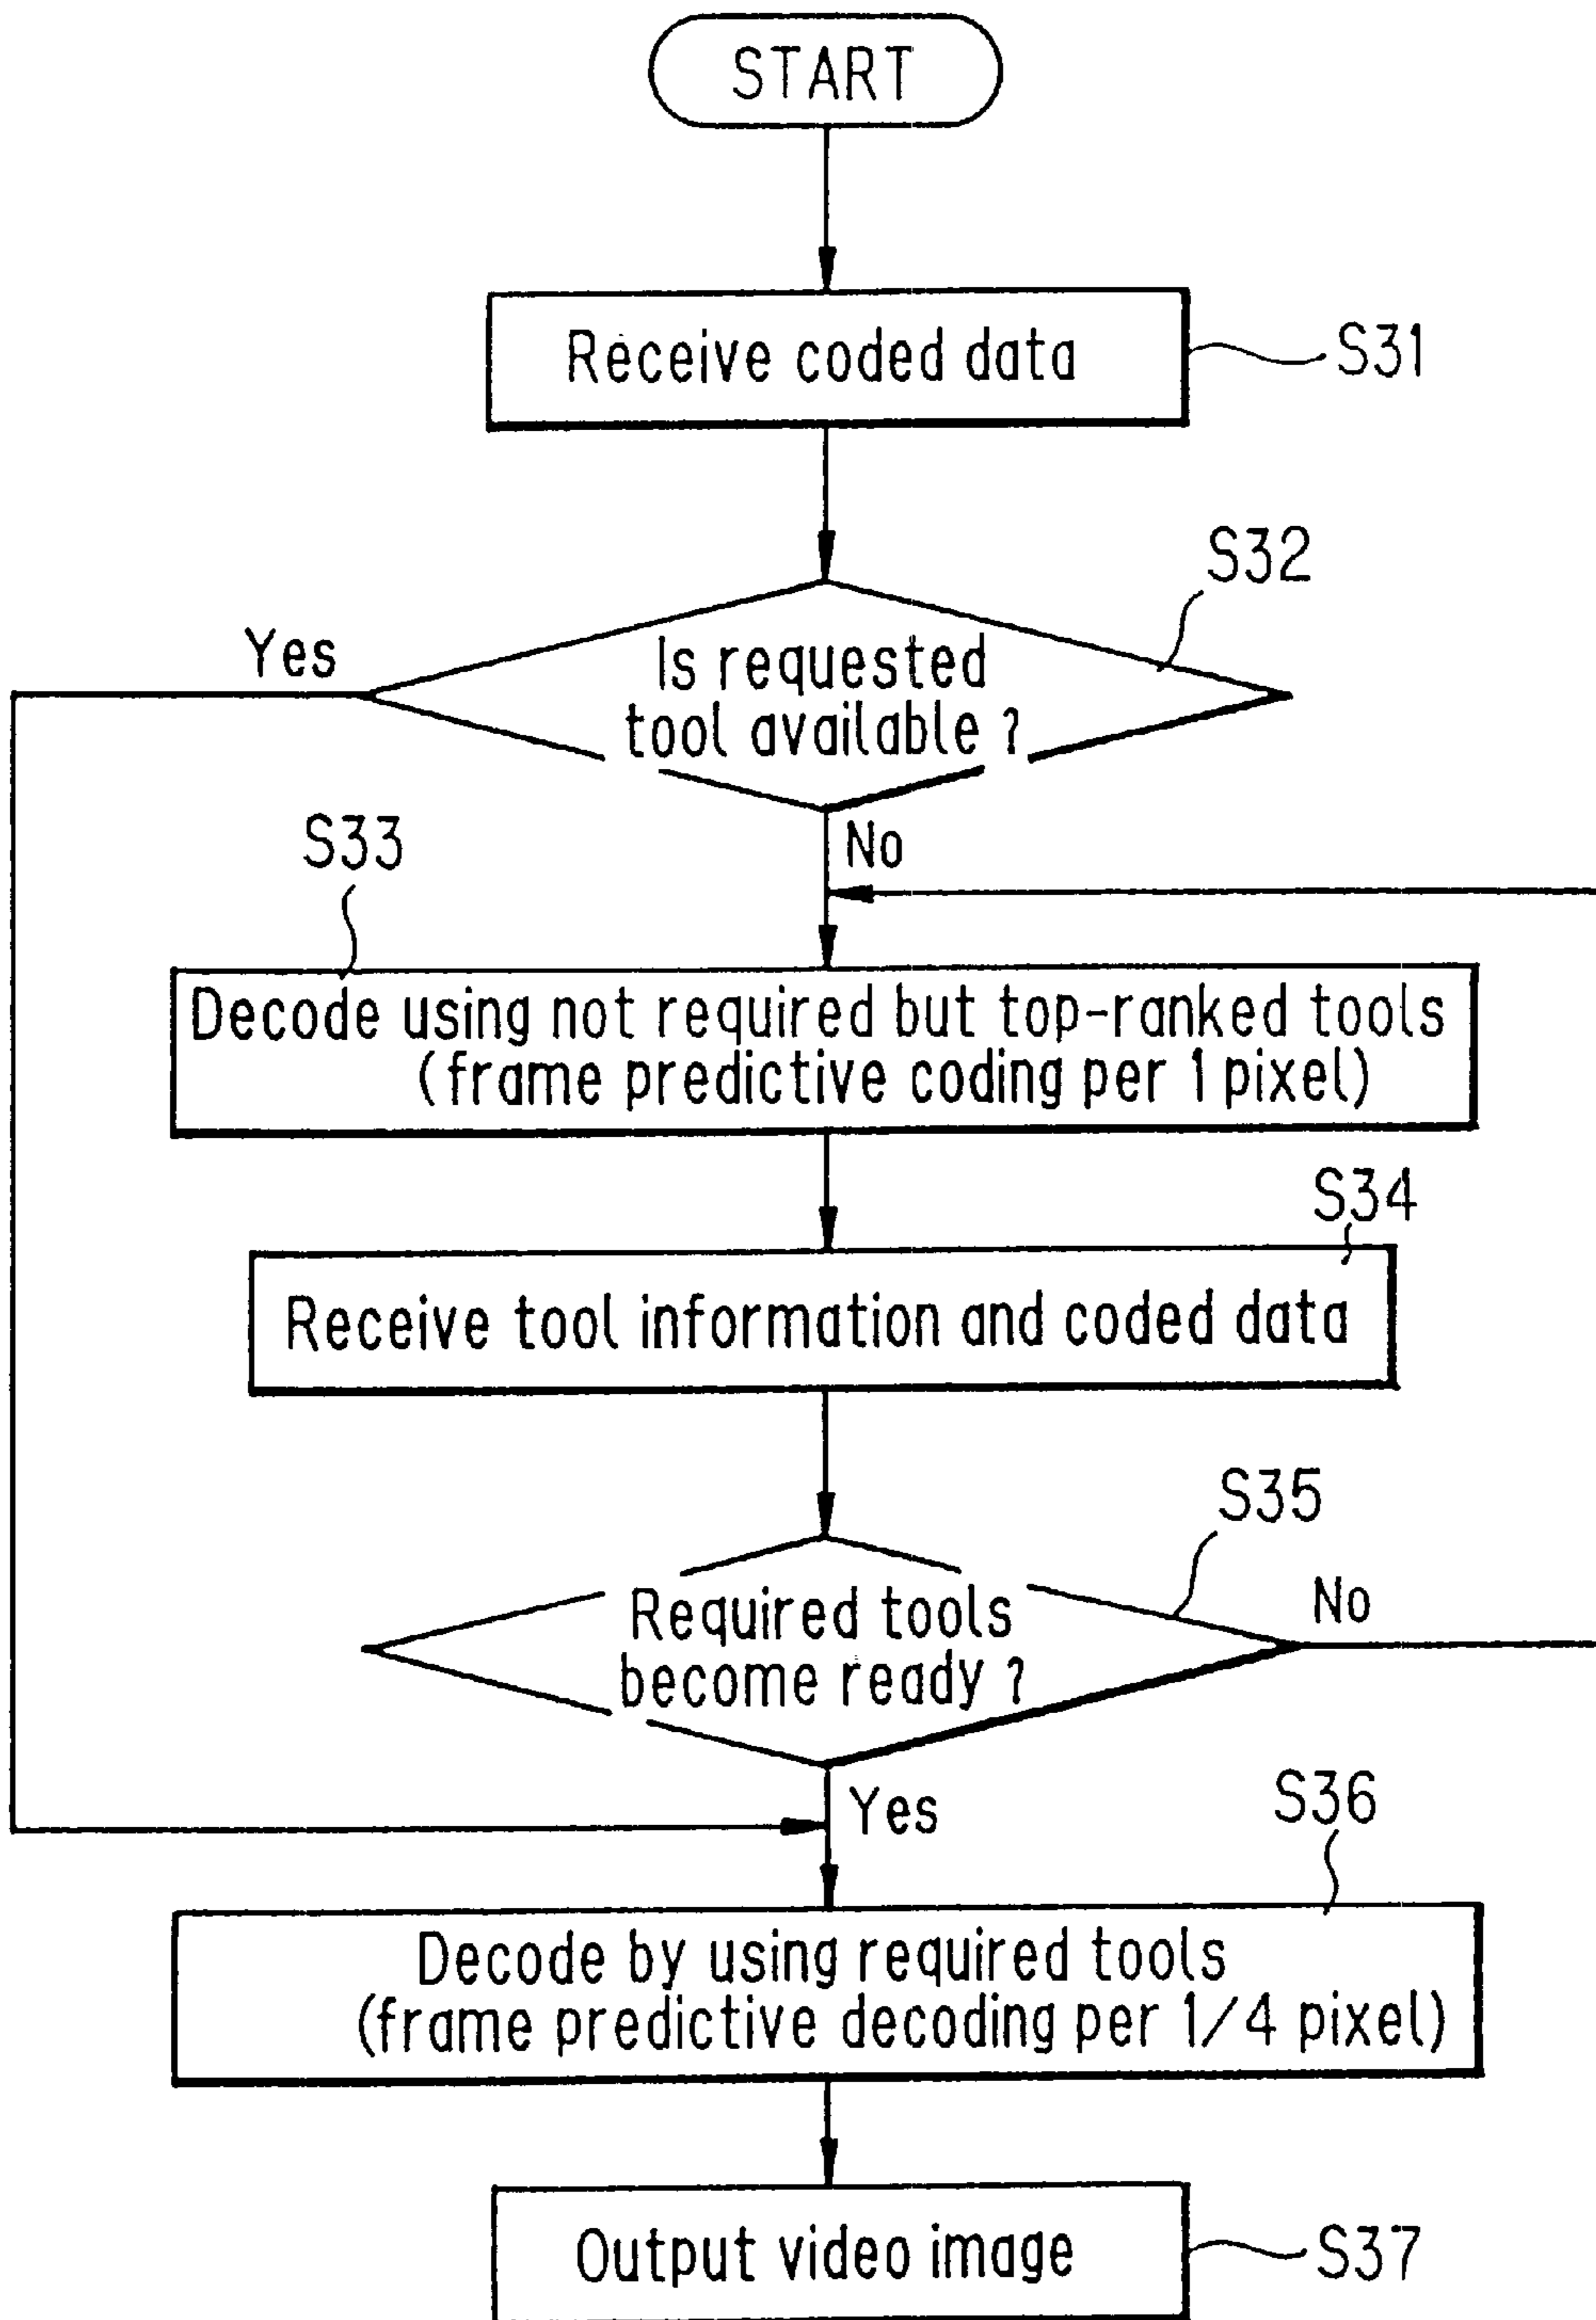 START
Receive coded data
S31
S32
Yes
Is requested
tool available ?
S33
No
Decode using not required but top-ranked tools
(frame predictive coding per 1 pixel)
S34
Receive tool information and coded data
S35
Required tools
become ready ?
No
Yes
S36
Decode by using required tools
(frame predictive decoding per 1/4 pixel)
Output video image
S37